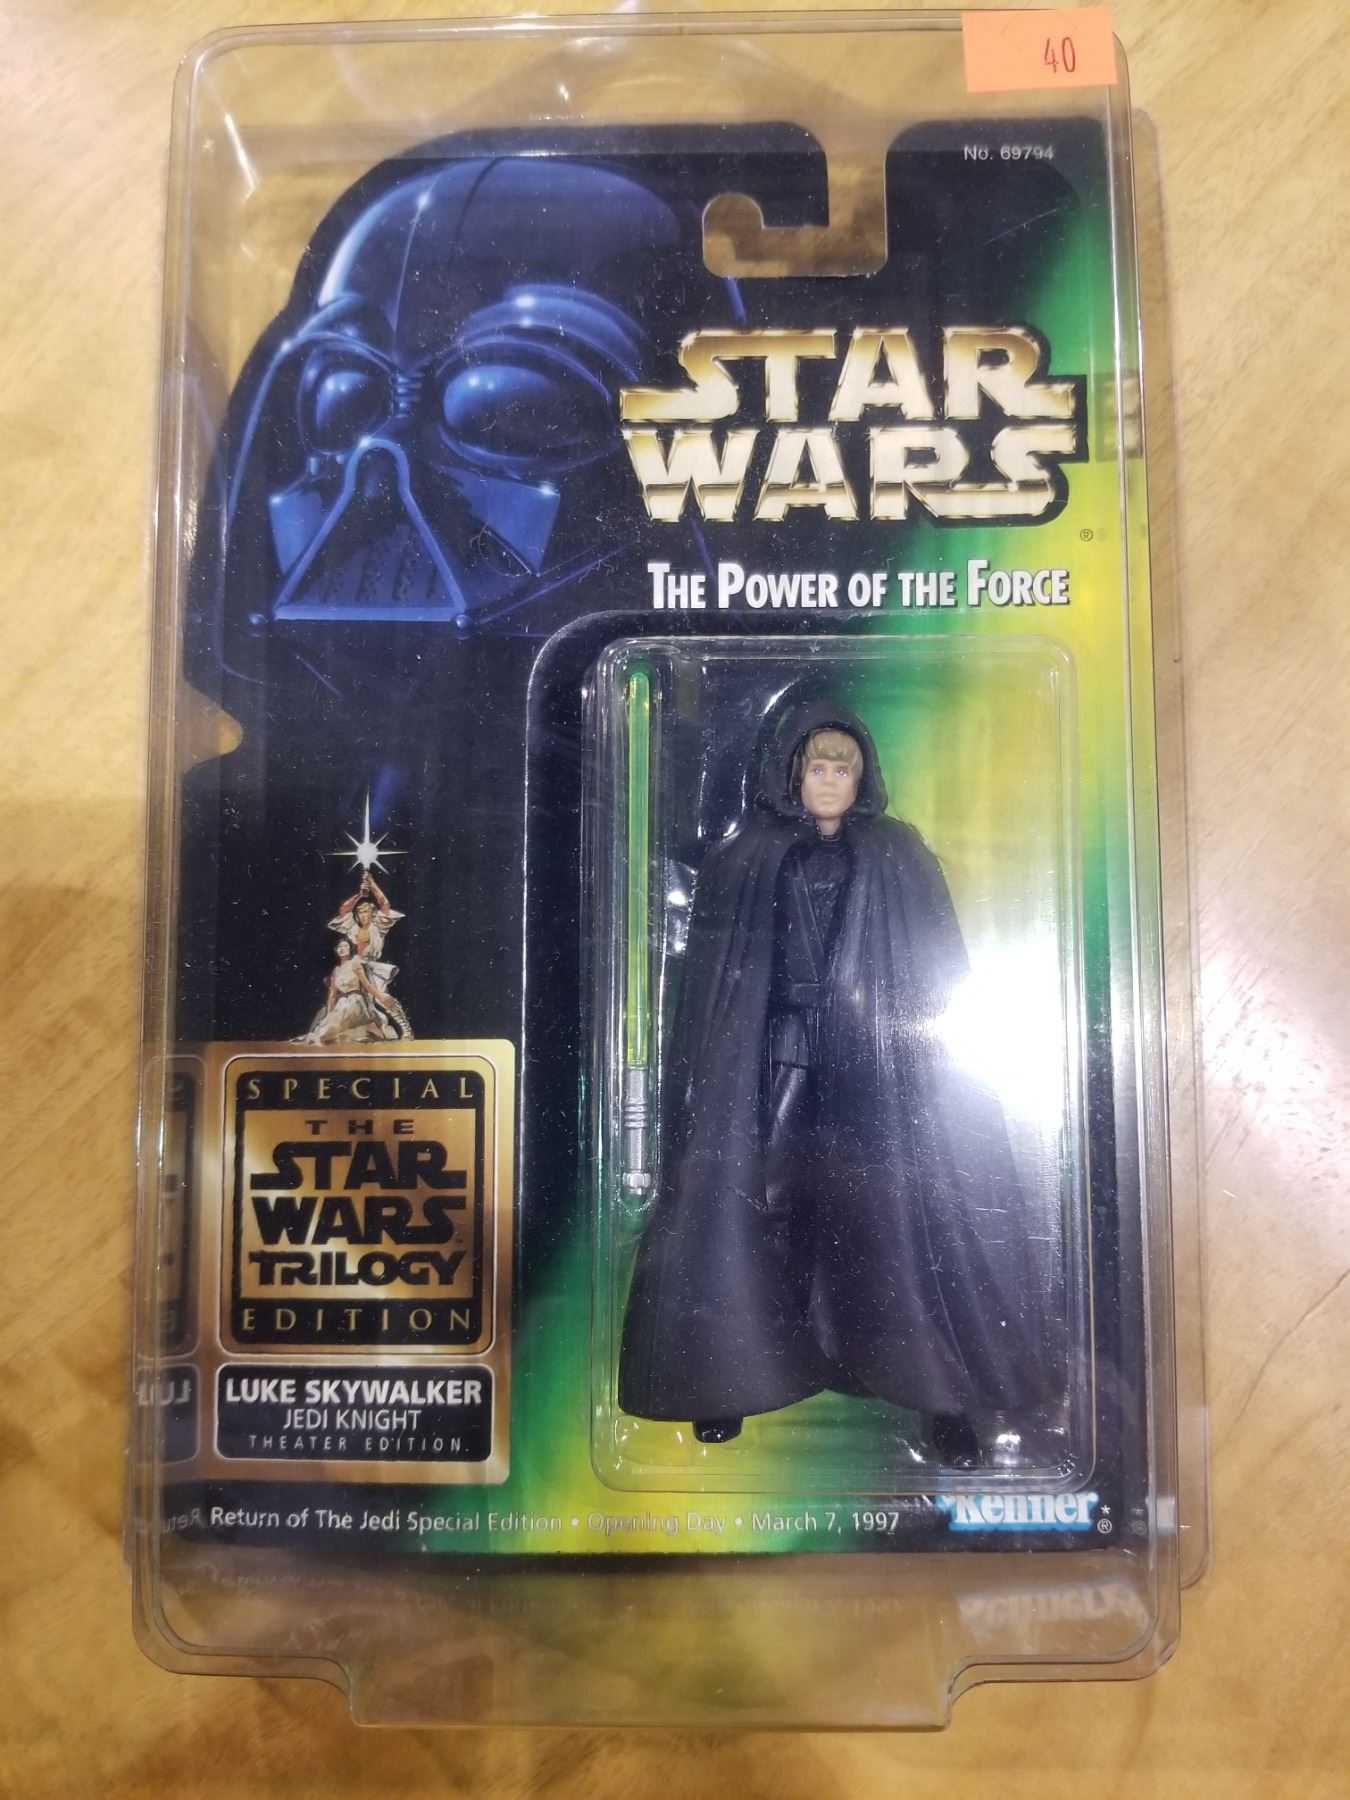 40
No. 69794
STAR
WARS
®
THE POWER OF THE FORCE
SPECIAL
THE
STAR
WARS
TRILOGY
EDITION
LUKE SKYWALKER
JEDI KNIGHT
THEATER EDITION.
Return of The Jedi Special Edition • Opening Day • March 7, 1997
Kenner
®